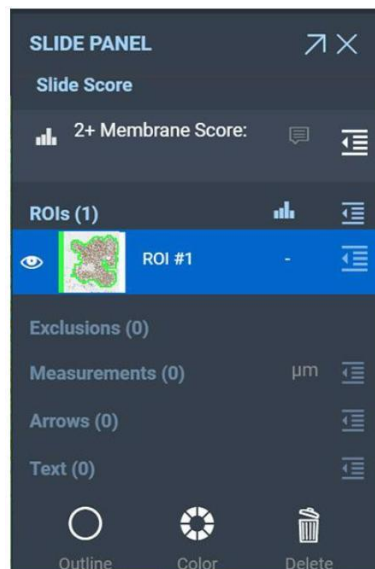 SLIDE PANEL
Slide Score
2+ Membrane Score:
ROIs (1)
ROI #1 -
Exclusions (0)
Measurements (0) µm
Arrows (0)
Text (0)
Outline Color Delete